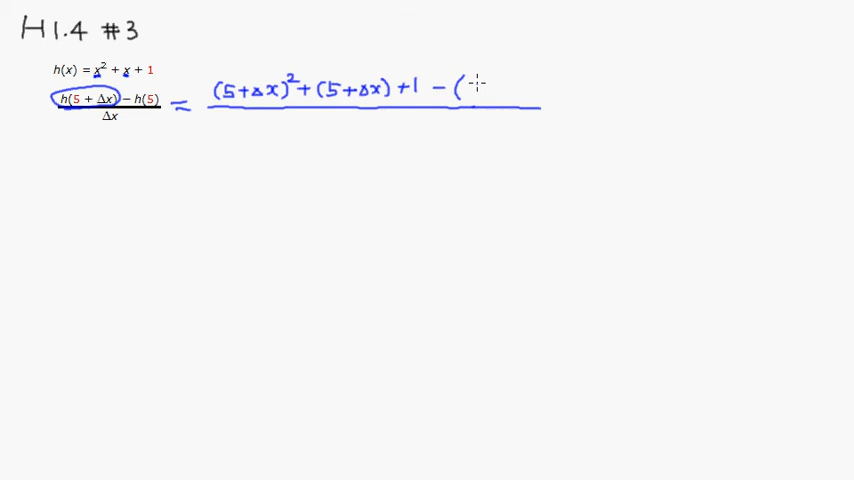 H1.4 #3
h(x) = x² + x + 1
h(5 + Δx) − h(5)
Δx
= (5+Δx)² + (5+Δx) +1 − (